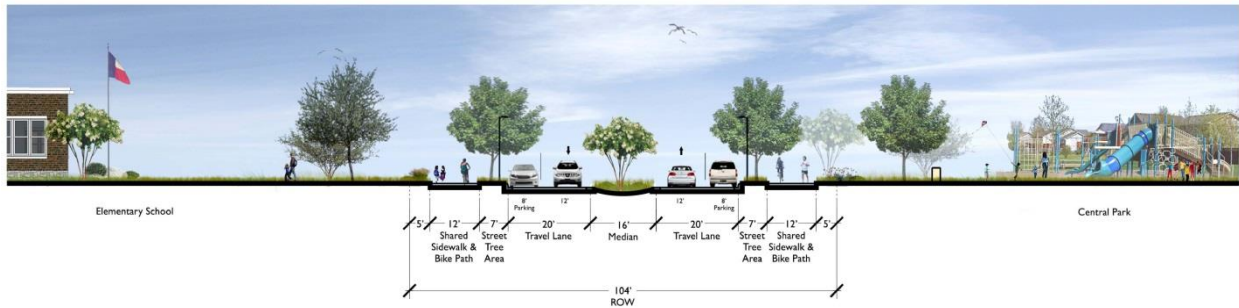 Elementary School
Central Park
8'
Parking
12'
12'
8'
Parking
5'
12'
Shared
Sidewalk &
Bike Path
7'
Street
Tree
Area
20'
Travel Lane
16'
Median
20'
Travel Lane
7'
Street
Tree
Area
12'
Shared
Sidewalk &
Bike Path
5'
104'
ROW